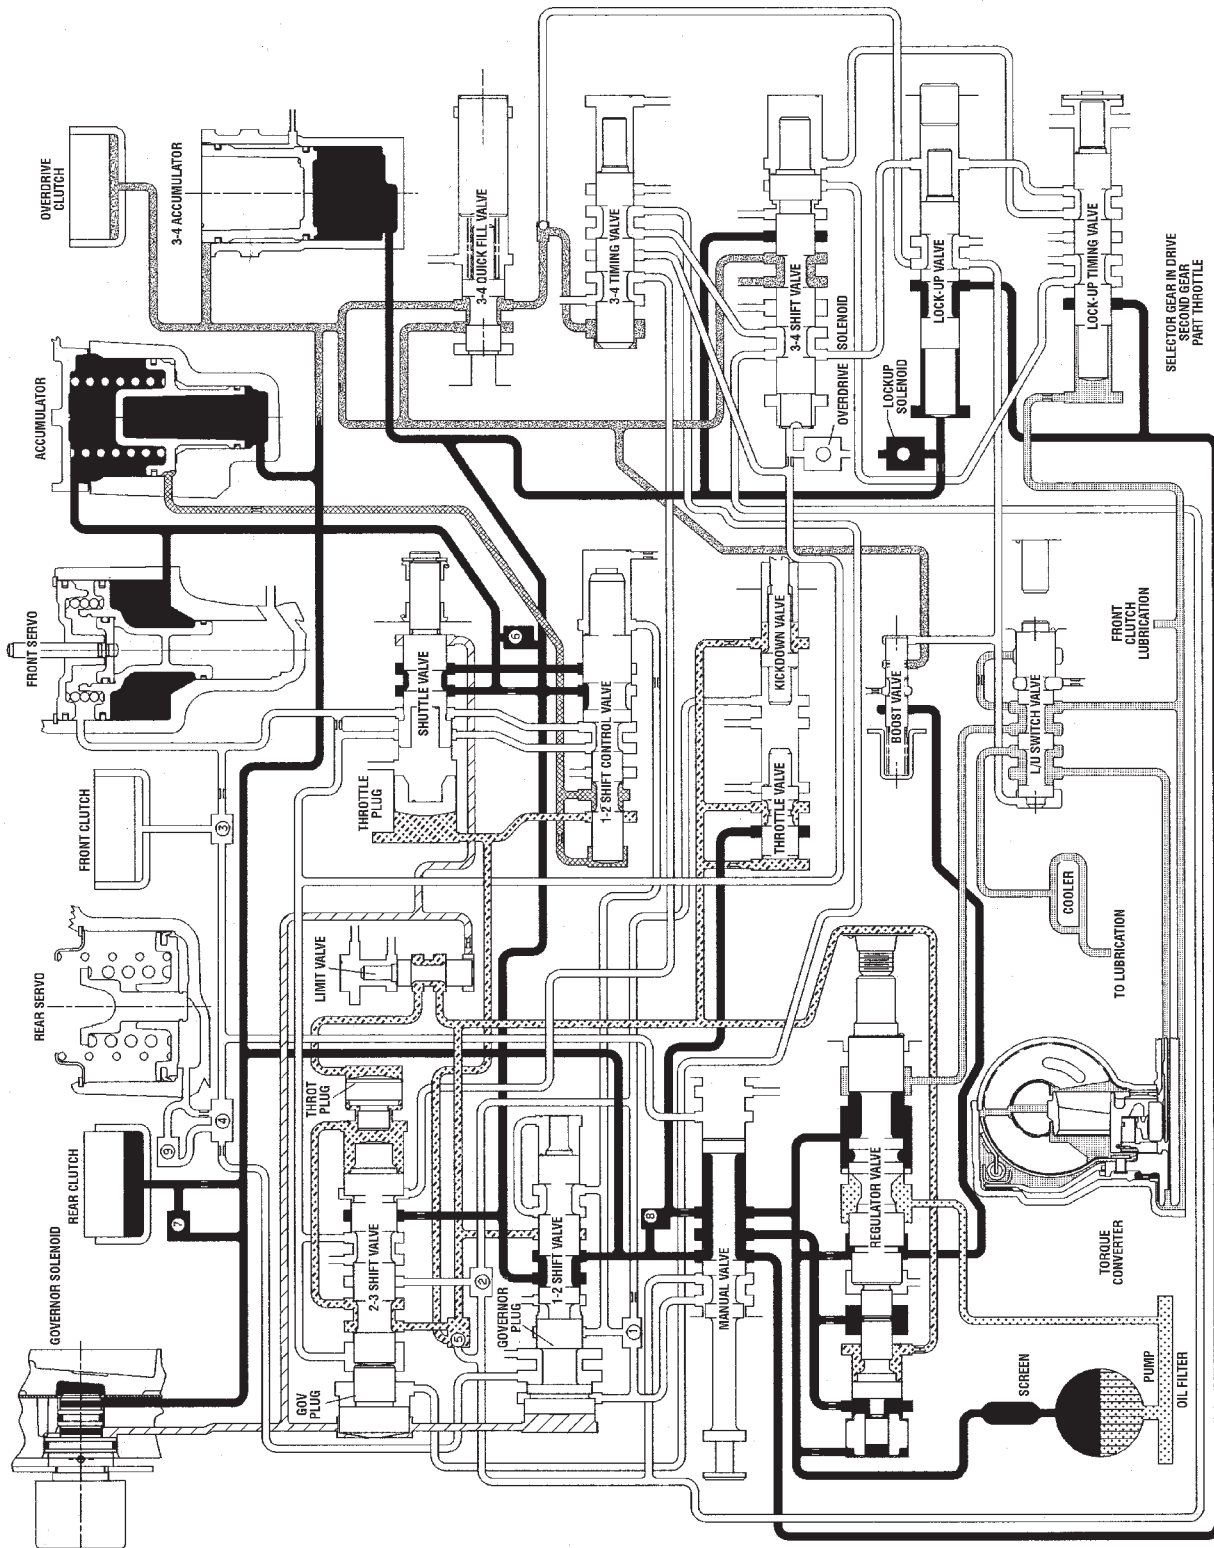 OVERDRIVE
CLUTCH
3-4 ACCUMULATOR
3-4 QUICK FILL VALVE
3-4 TIMING VALVE
3-4 SHIFT VALVE
LOCK-UP VALVE
LOCK-UP TIMING VALVE
ACCUMULATOR
OVERDRIVE SOLENOID
LOCKUP
SOLENOID
SELECTOR GEAR IN DRIVE
SECOND GEAR
PART THROTTLE
FRONT SERVO
SHUTTLE VALVE
6
1-2 SHIFT CONTROL VALVE
KICKDOWN VALVE
BOOST VALVE
L/U SWITCH VALVE
FRONT
CLUTCH
LUBRICATION
FRONT CLUTCH
3
THROTTLE
PLUG
THROTTLE VALVE
COOLER
TO LUBRICATION
REAR SERVO
LIMIT VALVE
9
4
THROT
PLUG
REAR CLUTCH
7
2-3 SHIFT VALVE
2
1-2 SHIFT VALVE
8
MANUAL VALVE
REGULATOR VALVE
TORQUE
CONVERTER
GOVERNOR SOLENOID
GOV
PLUG
5
GOVERNOR
PLUG
1
SCREEN
PUMP
OIL FILTER